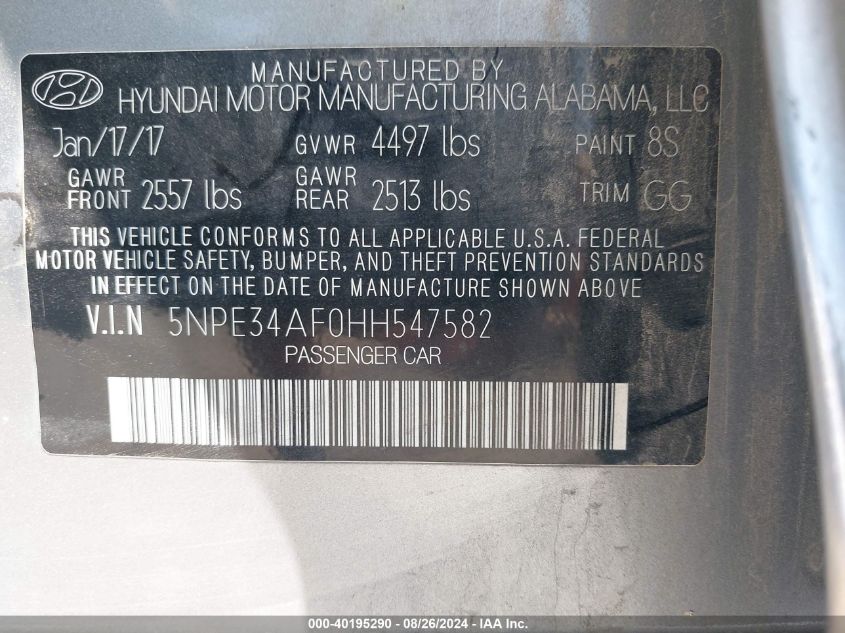 MANUFACTURED BY
HYUNDAI MOTOR MANUFACTURING ALABAMA, LLC
Jan/17/17 GVWR 4497 lbs PAINT 8S
GAWR FRONT 2557 lbs GAWR REAR 2513 lbs TRIM GG
THIS VEHICLE CONFORMS TO ALL APPLICABLE U.S.A. FEDERAL
MOTOR VEHICLE SAFETY, BUMPER, AND THEFT PREVENTION STANDARDS
IN EFFECT ON THE DATE OF MANUFACTURE SHOWN ABOVE
V.I.N 5NPE34AF0HH547582
PASSENGER CAR
000-40195290 - 08/26/2024 - IAA Inc.